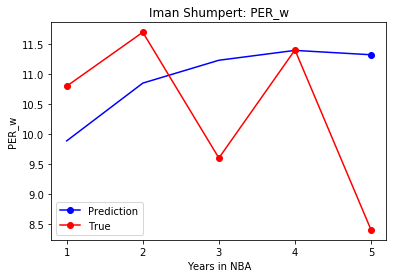 Iman Shumpert: PER_w
PER_w
11.5
11.0
10.5
10.0
9.5
9.0
8.5
Prediction
True
1 2 3 4 5
Years in NBA